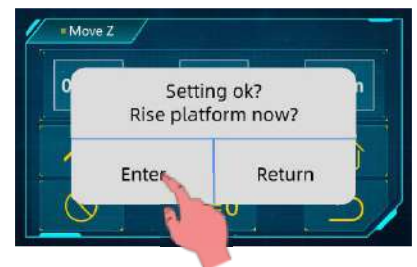 Move Z
Setting ok?
Rise platform now?
Enter
Return